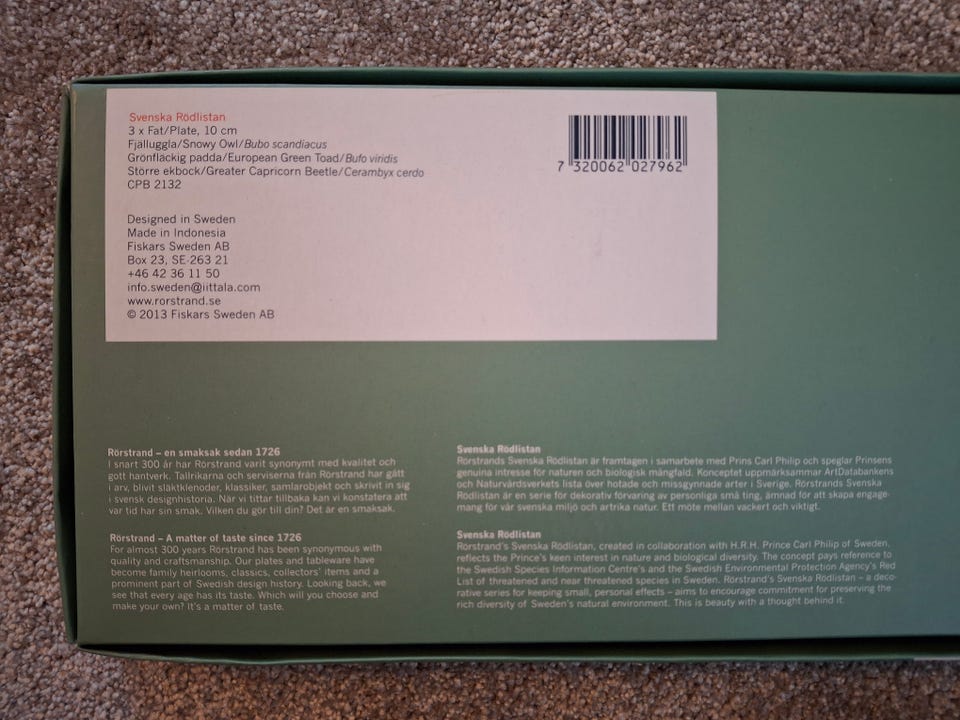 Svenska Rödlistan
3 x Fat/Plate, 10 cm
Fjälluggla/Snowy Owl/Bubo scandiacus
Grönfläckig padda/European Green Toad/Bufo viridis
Större ekbock/Greater Capricorn Beetle/Cerambyx cerdo
CPB 2132
7 320062 027962
Designed in Sweden
Made in Indonesia
Fiskars Sweden AB
Box 23, SE-263 21
+46 42 36 11 50
info.sweden@iittala.com
www.rorstrand.se
© 2013 Fiskars Sweden AB
Rörstrand – en smaksak sedan 1726
I snart 300 år har Rörstrand varit synonymt med kvalitet och
gott hantverk. Tallrikarna och serviserna från Rörstrand har gått
i arv, blivit släktklenoder, klassiker, samlarobjekt och skrivit in sig
i svensk designhistoria. När vi tittar tillbaka kan vi konstatera att
var tid har sin smak. Vilken du gör till din? Det är en smaksak.
Rörstrand – A matter of taste since 1726
For almost 300 years Rörstrand has been synonymous with
quality and craftsmanship. Our plates and tableware have
become family heirlooms, classics, collectors' items and a
prominent part of Swedish design history. Looking back, we
see that every age has its taste. Which will you choose and
make your own? It's a matter of taste.
Svenska Rödlistan
Rörstrands Svenska Rödlistan är framtagen i samarbete med Prins Carl Philip och speglar Prinsens
genuina intresse för naturen och biologisk mångfald. Konceptet uppmärksammar ArtDatabankens
och Naturvårdsverkets lista över hotade och missgynnade arter i Sverige. Rörstrands Svenska
Rödlistan är en serie för dekorativ förvaring av personliga små ting, ämnad för att skapa engage-
mang för vår svenska miljö och artrika natur. Ett möte mellan vackert och viktigt.
Svenska Rödlistan
Rörstrand's Svenska Rödlistan, created in collaboration with H.R.H. Prince Carl Philip of Sweden,
reflects the Prince's keen interest in nature and biological diversity. The concept pays reference to
the Swedish Species Information Centre's and the Swedish Environmental Protection Agency's Red
List of threatened and near threatened species in Sweden. Rörstrand's Svenska Rödlistan – a deco-
rative series for keeping small, personal effects – aims to encourage commitment for preserving the
rich diversity of Sweden's natural environment. This is beauty with a thought behind it.